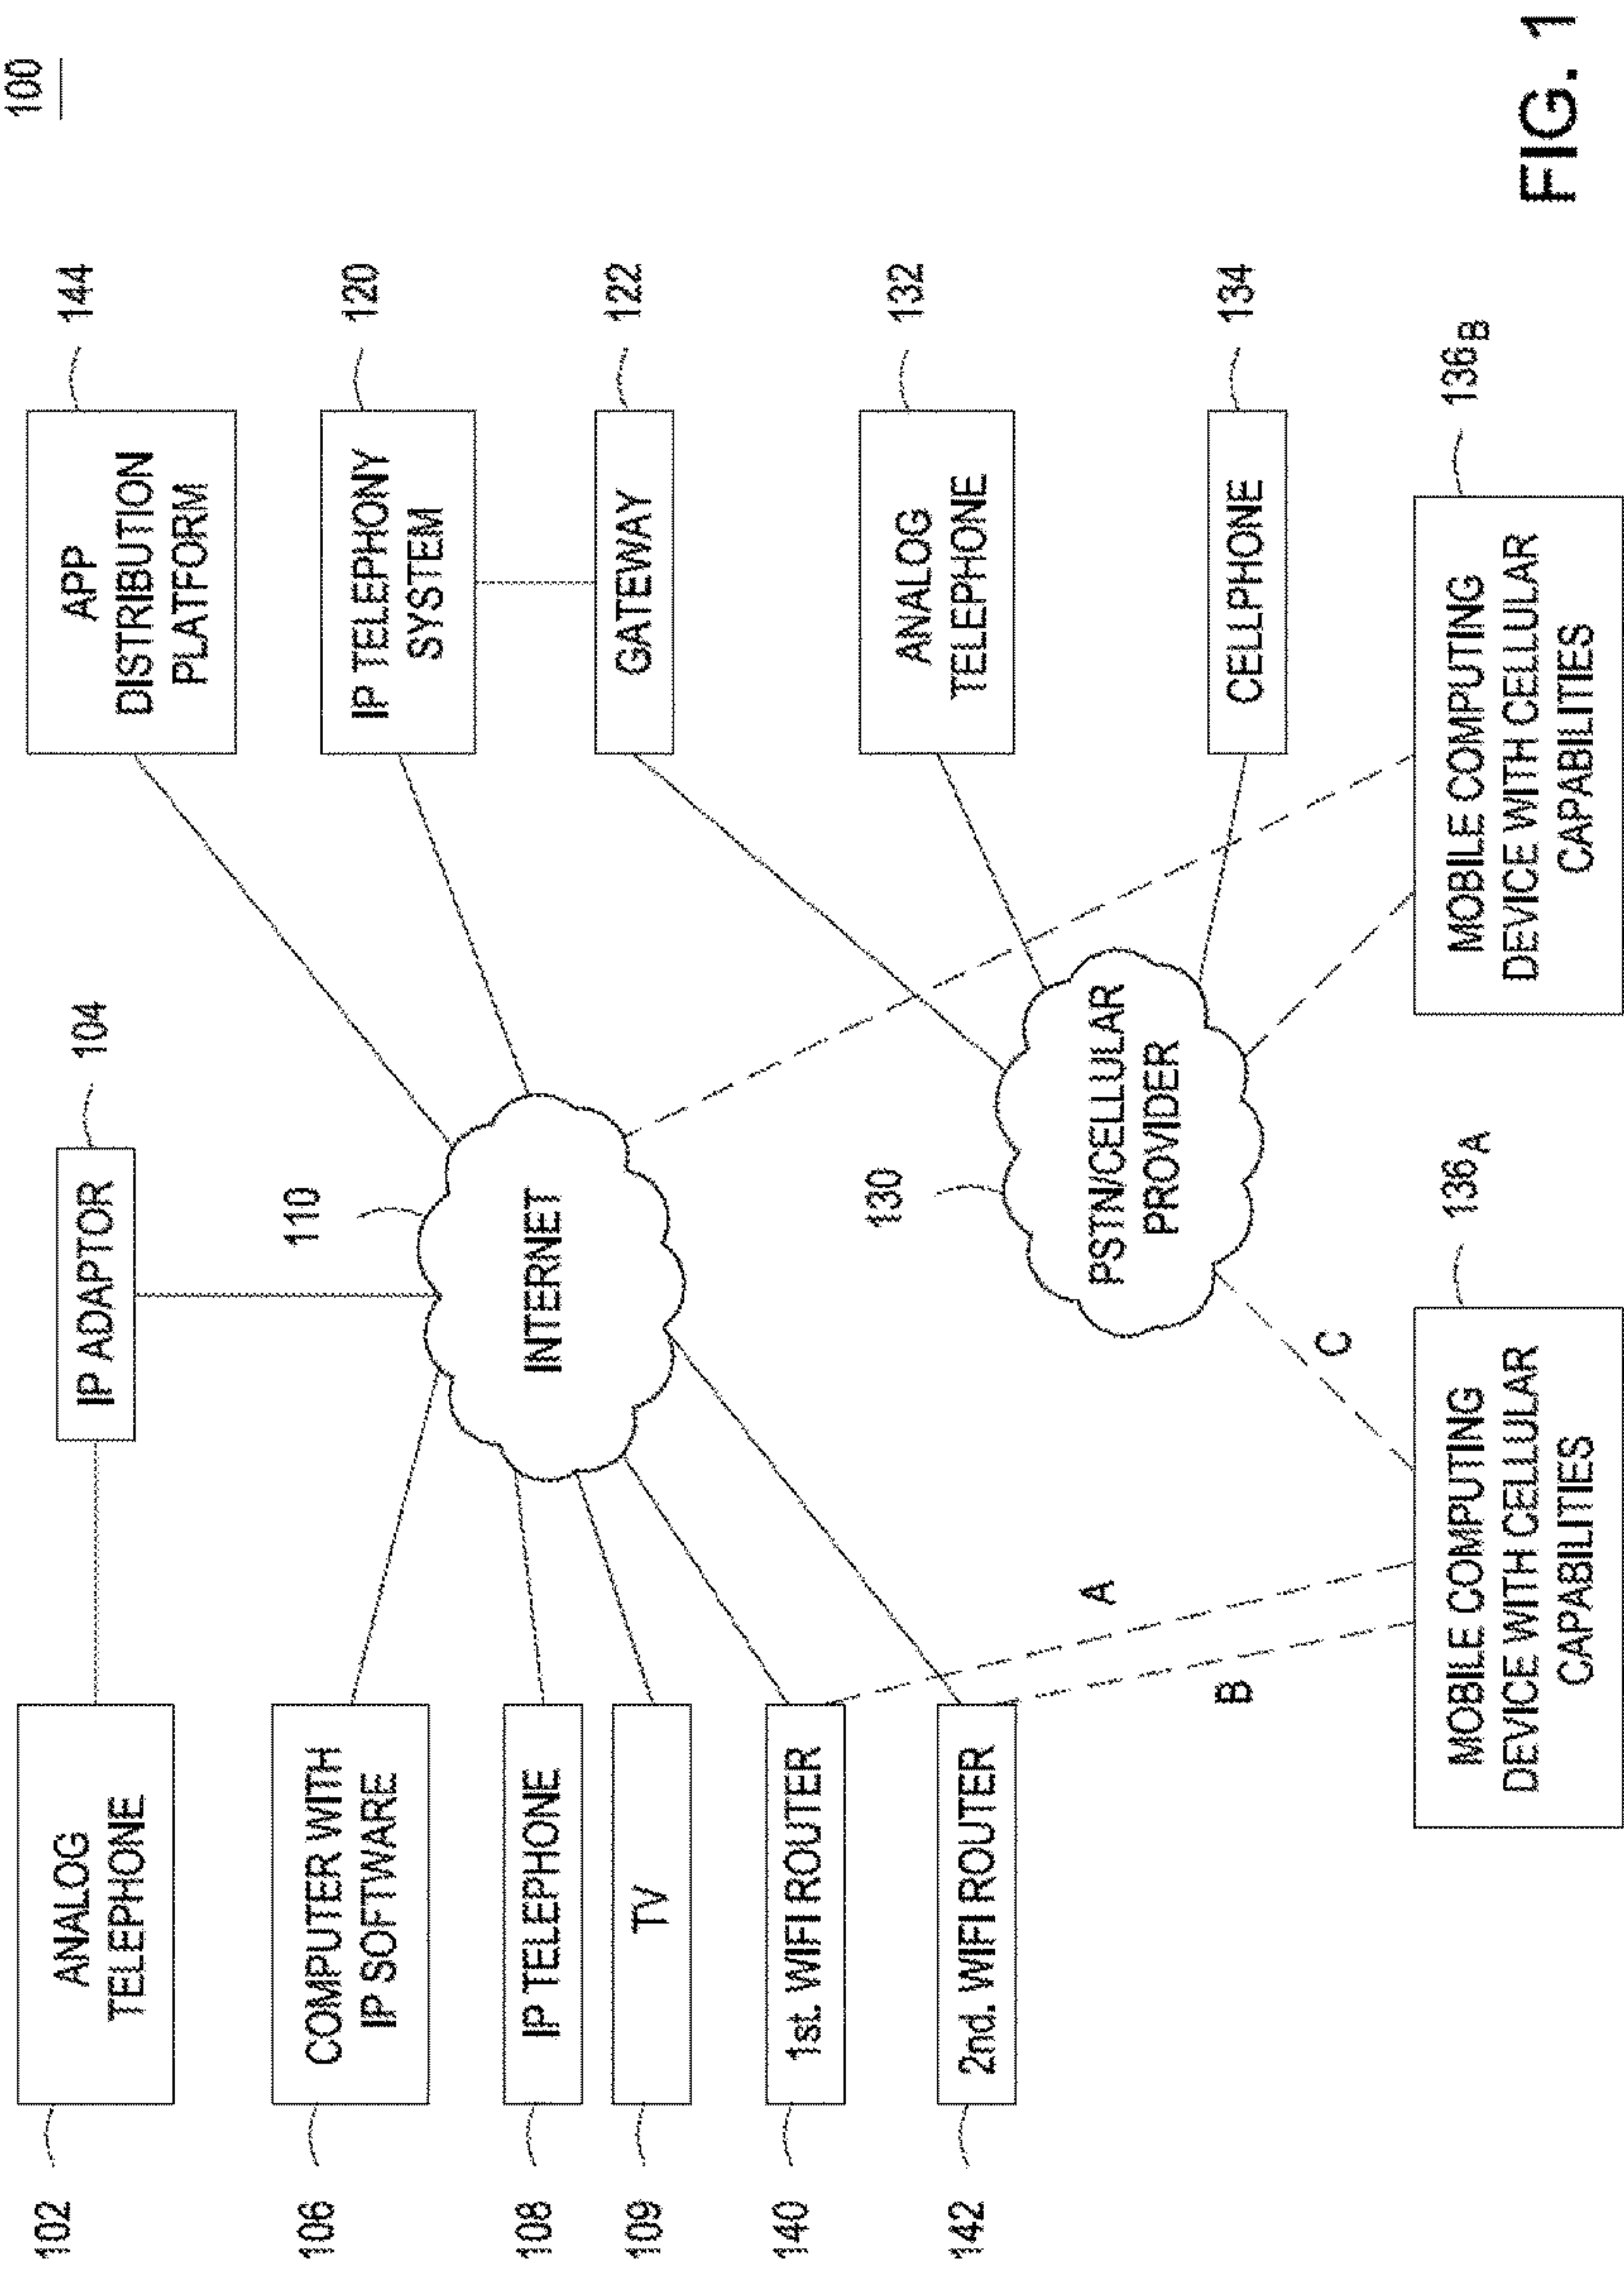 100
102
ANALOG
TELEPHONE
IP ADAPTOR
104
APP
DISTRIBUTION
PLATFORM
144
106
COMPUTER WITH
IP SOFTWARE
110
INTERNET
IP TELEPHONY
SYSTEM
120
108
IP TELEPHONE
109
TV
GATEWAY
122
140
1st. WIFI ROUTER
142
2nd. WIFI ROUTER
130
PSTN/CELLULAR
PROVIDER
ANALOG
TELEPHONE
132
CELLPHONE
134
A
B
C
MOBILE COMPUTING
DEVICE WITH CELLULAR
CAPABILITIES
136A
MOBILE COMPUTING
DEVICE WITH CELLULAR
CAPABILITIES
136B
FIG. 1